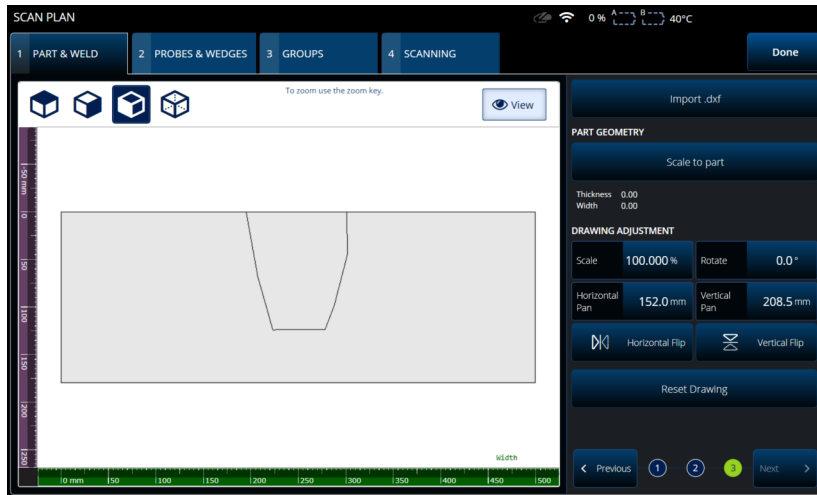 SCAN PLAN
0 % A B 40°C
1 PART & WELD 2 PROBES & WEDGES 3 GROUPS 4 SCANNING Done
To zoom use the zoom key.
View
Import .dxf
PART GEOMETRY
Scale to part
Thickness 0.00
Width 0.00
DRAWING ADJUSTMENT
Scale 100.000 % Rotate 0.0 °
Horizontal Pan 152.0 mm Vertical Pan 208.5 mm
Horizontal Flip Vertical Flip
Reset Drawing
Previous 1 2 3 Next
|-50 mm
0
|50
|100
|150
|200
|250
Width
|0 mm |50 |100 |150 |200 |250 |300 |350 |400 |450 |500